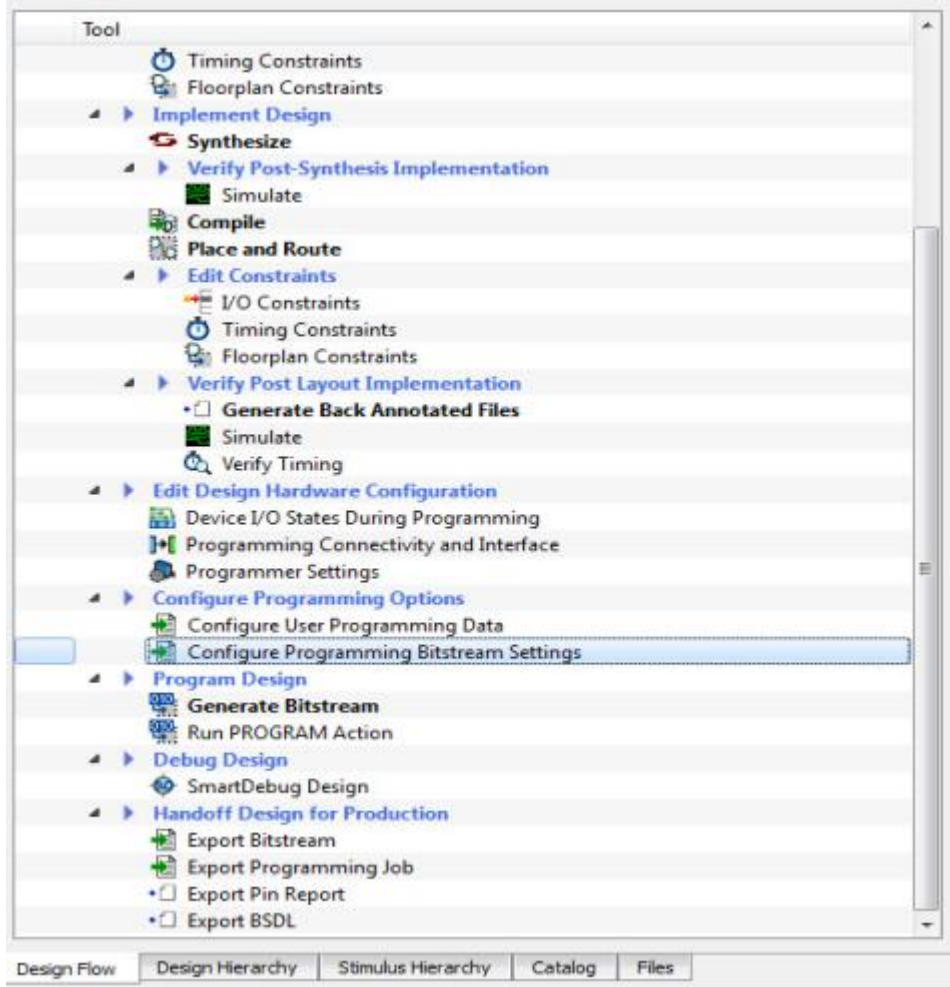 Tool
Timing Constraints
Floorplan Constraints
Implement Design
Synthesize
Verify Post-Synthesis Implementation
Simulate
Compile
Place and Route
Edit Constraints
I/O Constraints
Timing Constraints
Floorplan Constraints
Verify Post Layout Implementation
Generate Back Annotated Files
Simulate
Verify Timing
Edit Design Hardware Configuration
Device I/O States During Programming
Programming Connectivity and Interface
Programmer Settings
Configure Programming Options
Configure User Programming Data
Configure Programming Bitstream Settings
Program Design
Generate Bitstream
Run PROGRAM Action
Debug Design
SmartDebug Design
Handoff Design for Production
Export Bitstream
Export Programming Job
Export Pin Report
Export BSDL
Design Flow Design Hierarchy Stimulus Hierarchy Catalog Files